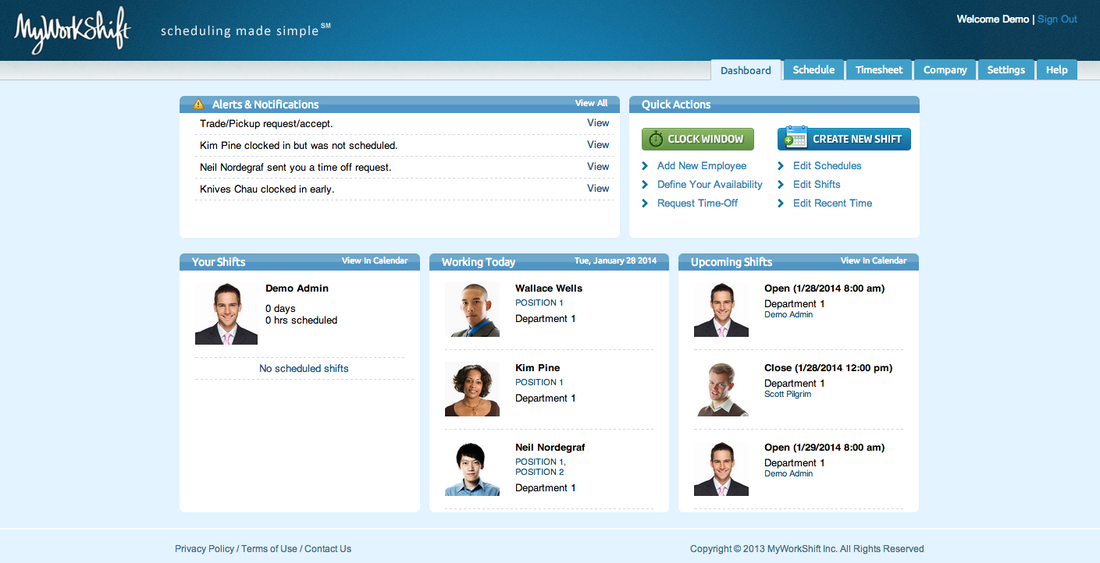 MyWorkShift
scheduling made simple℠
Welcome Demo | Sign Out
Dashboard
Schedule
Timesheet
Company
Settings
Help
Alerts & Notifications
View All
Trade/Pickup request/accept.
View
Kim Pine clocked in but was not scheduled.
View
Neil Nordegraf sent you a time off request.
View
Knives Chau clocked in early.
View
Quick Actions
CLOCK WINDOW
CREATE NEW SHIFT
Add New Employee
Edit Schedules
Define Your Availability
Edit Shifts
Request Time-Off
Edit Recent Time
Your Shifts
View In Calendar
Demo Admin
0 days
0 hrs scheduled
No scheduled shifts
Working Today
Tue, January 28 2014
Wallace Wells
POSITION 1
Department 1
Kim Pine
POSITION 1
Department 1
Neil Nordegraf
POSITION 1,
POSITION 2
Department 1
Upcoming Shifts
View In Calendar
Open (1/28/2014 8:00 am)
Department 1
Demo Admin
Close (1/28/2014 12:00 pm)
Department 1
Scott Pilgrim
Open (1/29/2014 8:00 am)
Department 1
Demo Admin
Privacy Policy / Terms of Use / Contact Us
Copyright © 2013 MyWorkShift Inc. All Rights Reserved